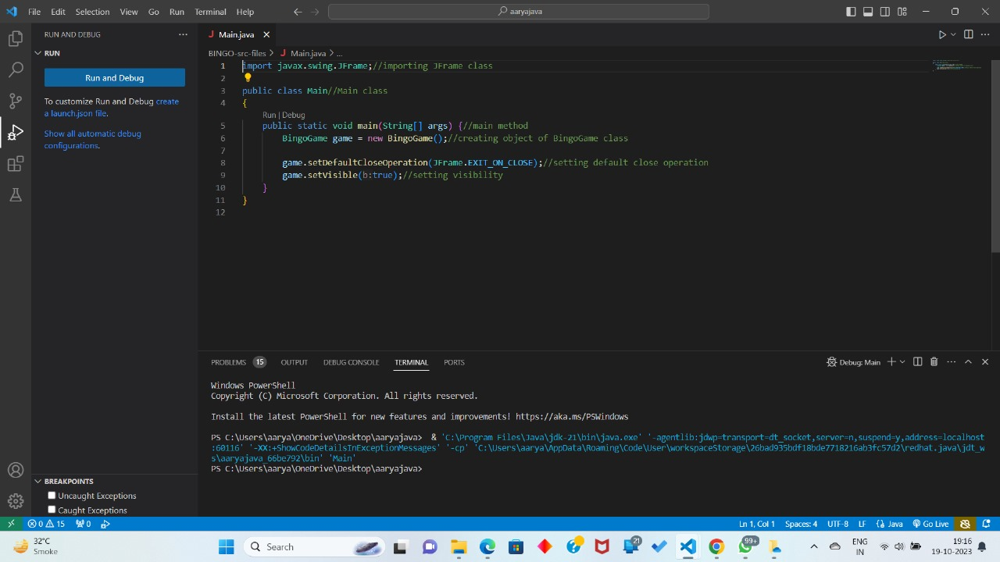 File Edit Selection View Go Run Terminal Help
aaryajava
RUN AND DEBUG
Main.java
RUN
BINGO-src-files > Main.java > ...
Run and Debug
To customize Run and Debug create
a launch.json file.
Show all automatic debug
configurations.
1 import javax.swing.JFrame;//importing JFrame class
2
3 public class Main//Main class
4 {
Run | Debug
5 public static void main(String[] args) {//main method
6 BingoGame game = new BingoGame();//creating object of BingoGame class
7
8 game.setDefaultCloseOperation(JFrame.EXIT_ON_CLOSE);//setting default close operation
9 game.setVisible(b:true);//setting visibility
10 }
11 }
12
PROBLEMS 15 OUTPUT DEBUG CONSOLE TERMINAL PORTS
Debug: Main
Windows PowerShell
Copyright (C) Microsoft Corporation. All rights reserved.
Install the latest PowerShell for new features and improvements! https://aka.ms/PSWindows
PS C:\Users\aarya\OneDrive\Desktop\aaryajava> & 'C:\Program Files\Java\jdk-21\bin\java.exe' '-agentlib:jdwp=transport=dt_socket,server=n,suspend=y,address=localhost
:60116' '-XX:+ShowCodeDetailsInExceptionMessages' '-cp' 'C:\Users\aarya\AppData\Roaming\Code\User\workspaceStorage\26bad935bdf18bde7718216ab3fc57d2\redhat.java\jdt_w
s\aaryajava_66be792\bin' 'Main'
PS C:\Users\aarya\OneDrive\Desktop\aaryajava>
BREAKPOINTS
Uncaught Exceptions
Caught Exceptions
0 15 0
Ln 1, Col 1 Spaces: 4 UTF-8 LF {} Java Go Live
32°C
Smoke
Search
21
99+
ENG
IN
19:16
19-10-2023